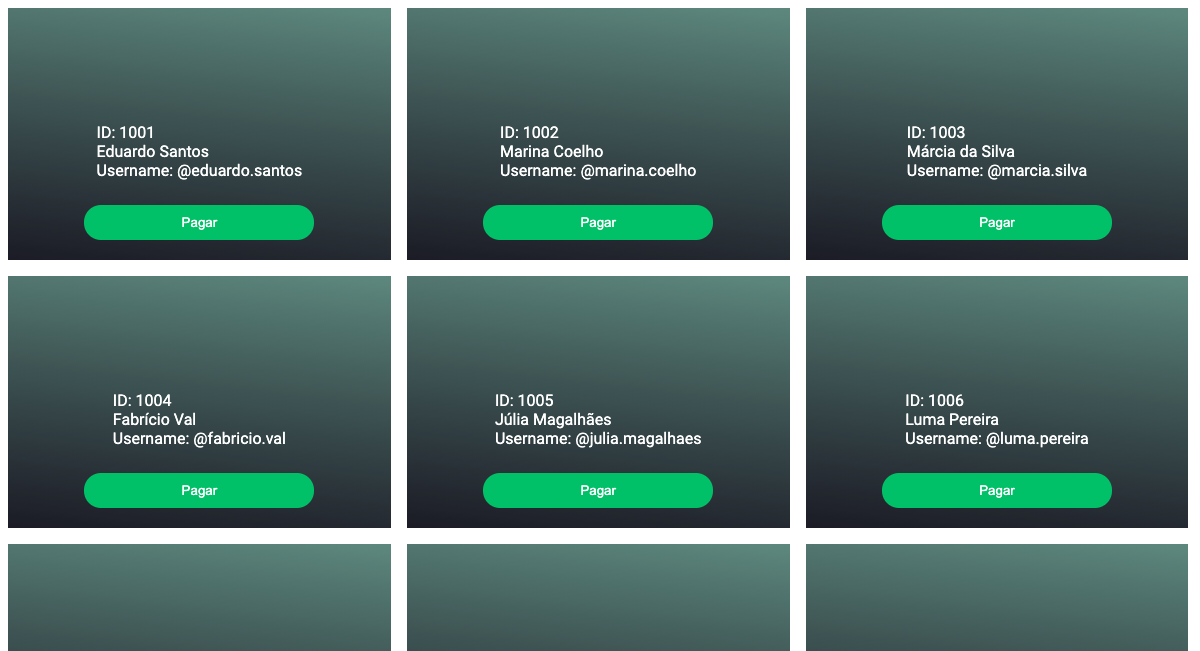 ID: 1001
Eduardo Santos
Username: @eduardo.santos
Pagar
ID: 1002
Marina Coelho
Username: @marina.coelho
Pagar
ID: 1003
Márcia da Silva
Username: @marcia.silva
Pagar
ID: 1004
Fabrício Val
Username: @fabricio.val
Pagar
ID: 1005
Júlia Magalhães
Username: @julia.magalhaes
Pagar
ID: 1006
Luma Pereira
Username: @luma.pereira
Pagar